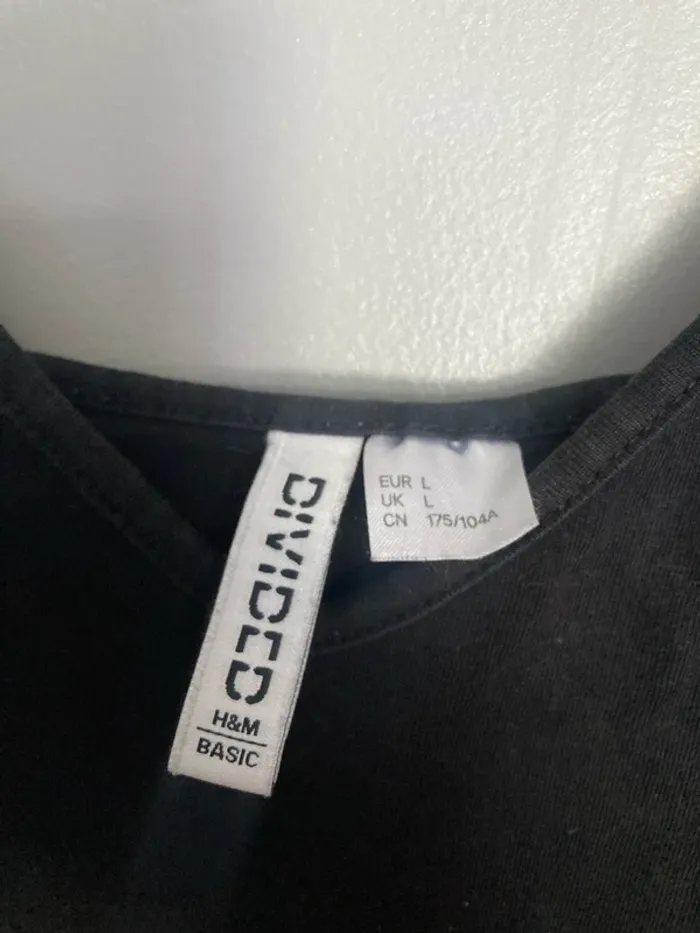 DIVIDED
H&M
BASIC
EUR L
UK L
CN 175/104A